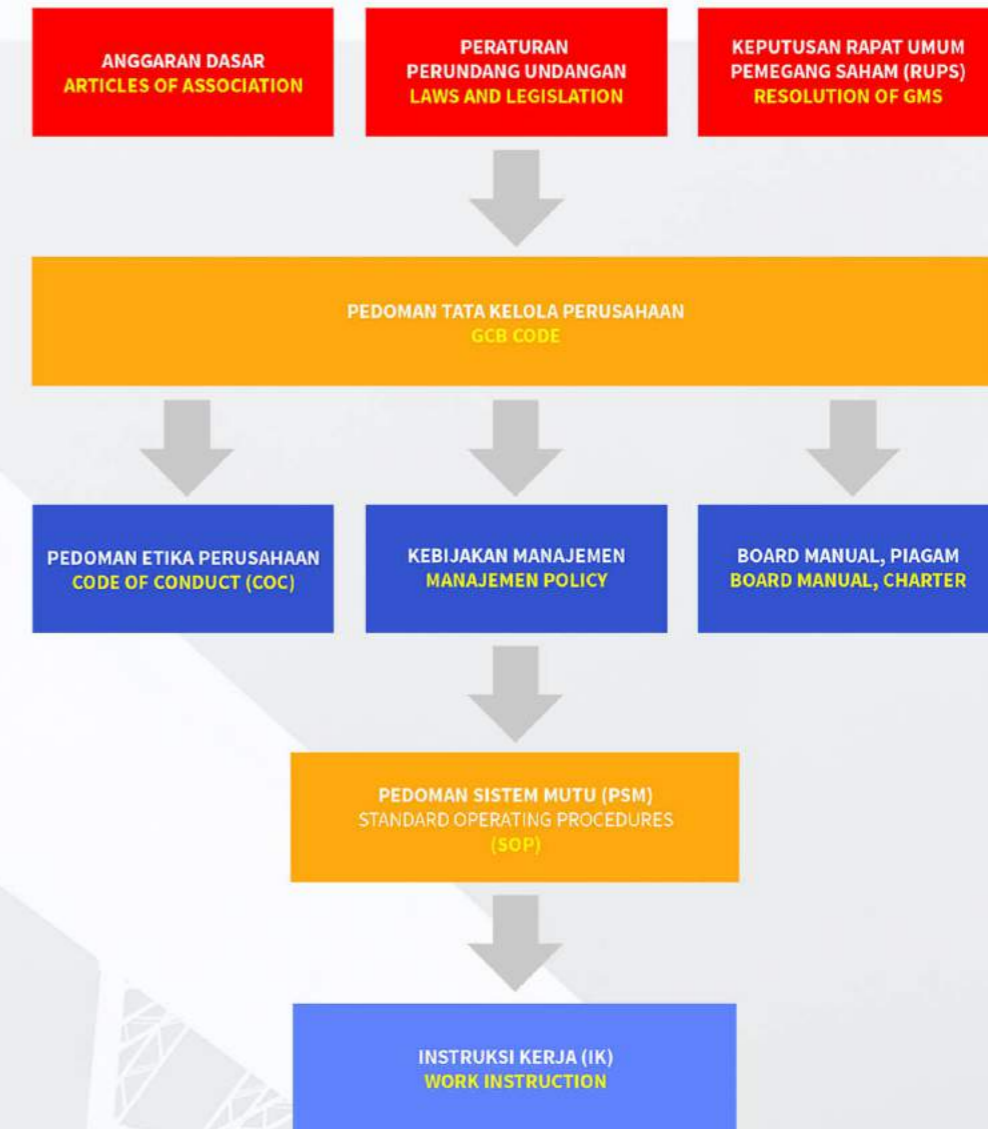 ANGGARAN DASAR
ARTICLES OF ASSOCIATION
PERATURAN
PERUNDANG UNDANGAN
LAWS AND LEGISLATION
KEPUTUSAN RAPAT UMUM
PEMEGANG SAHAM (RUPS)
RESOLUTION OF GMS
PEDOMAN TATA KELOLA PERUSAHAAN
GCB CODE
PEDOMAN ETIKA PERUSAHAAN
CODE OF CONDUCT (COC)
KEBIJAKAN MANAJEMEN
MANAJEMEN POLICY
BOARD MANUAL, PIAGAM
BOARD MANUAL, CHARTER
PEDOMAN SISTEM MUTU (PSM)
STANDARD OPERATING PROCEDURES
(SOP)
INSTRUKSI KERJA (IK)
WORK INSTRUCTION